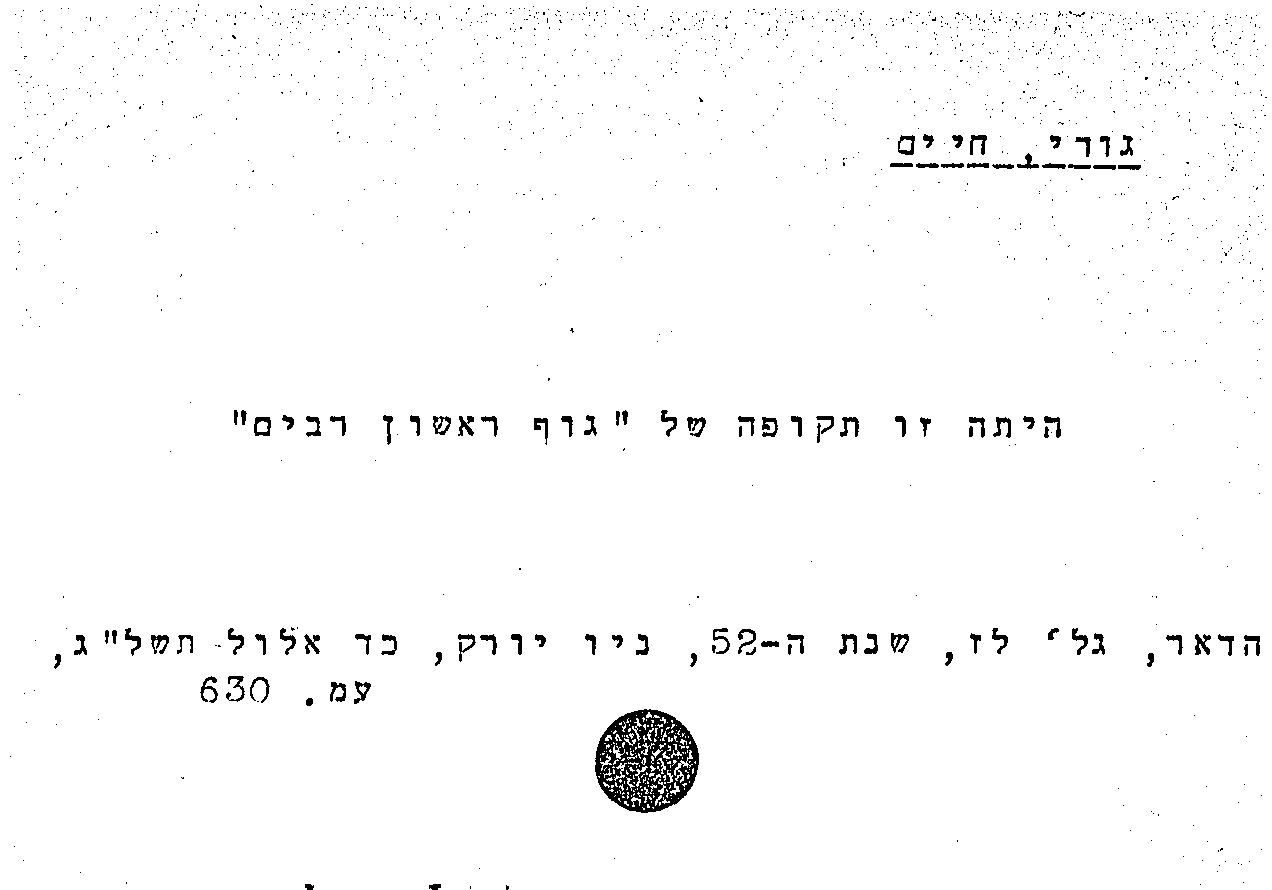 גורי, חיים
היתה זו תקופה של "גוף ראשון רבים"
הדאר, גל' לז, שנת ה-52, ניו יורק, כד אלול תשל"ג,
עמ. 630